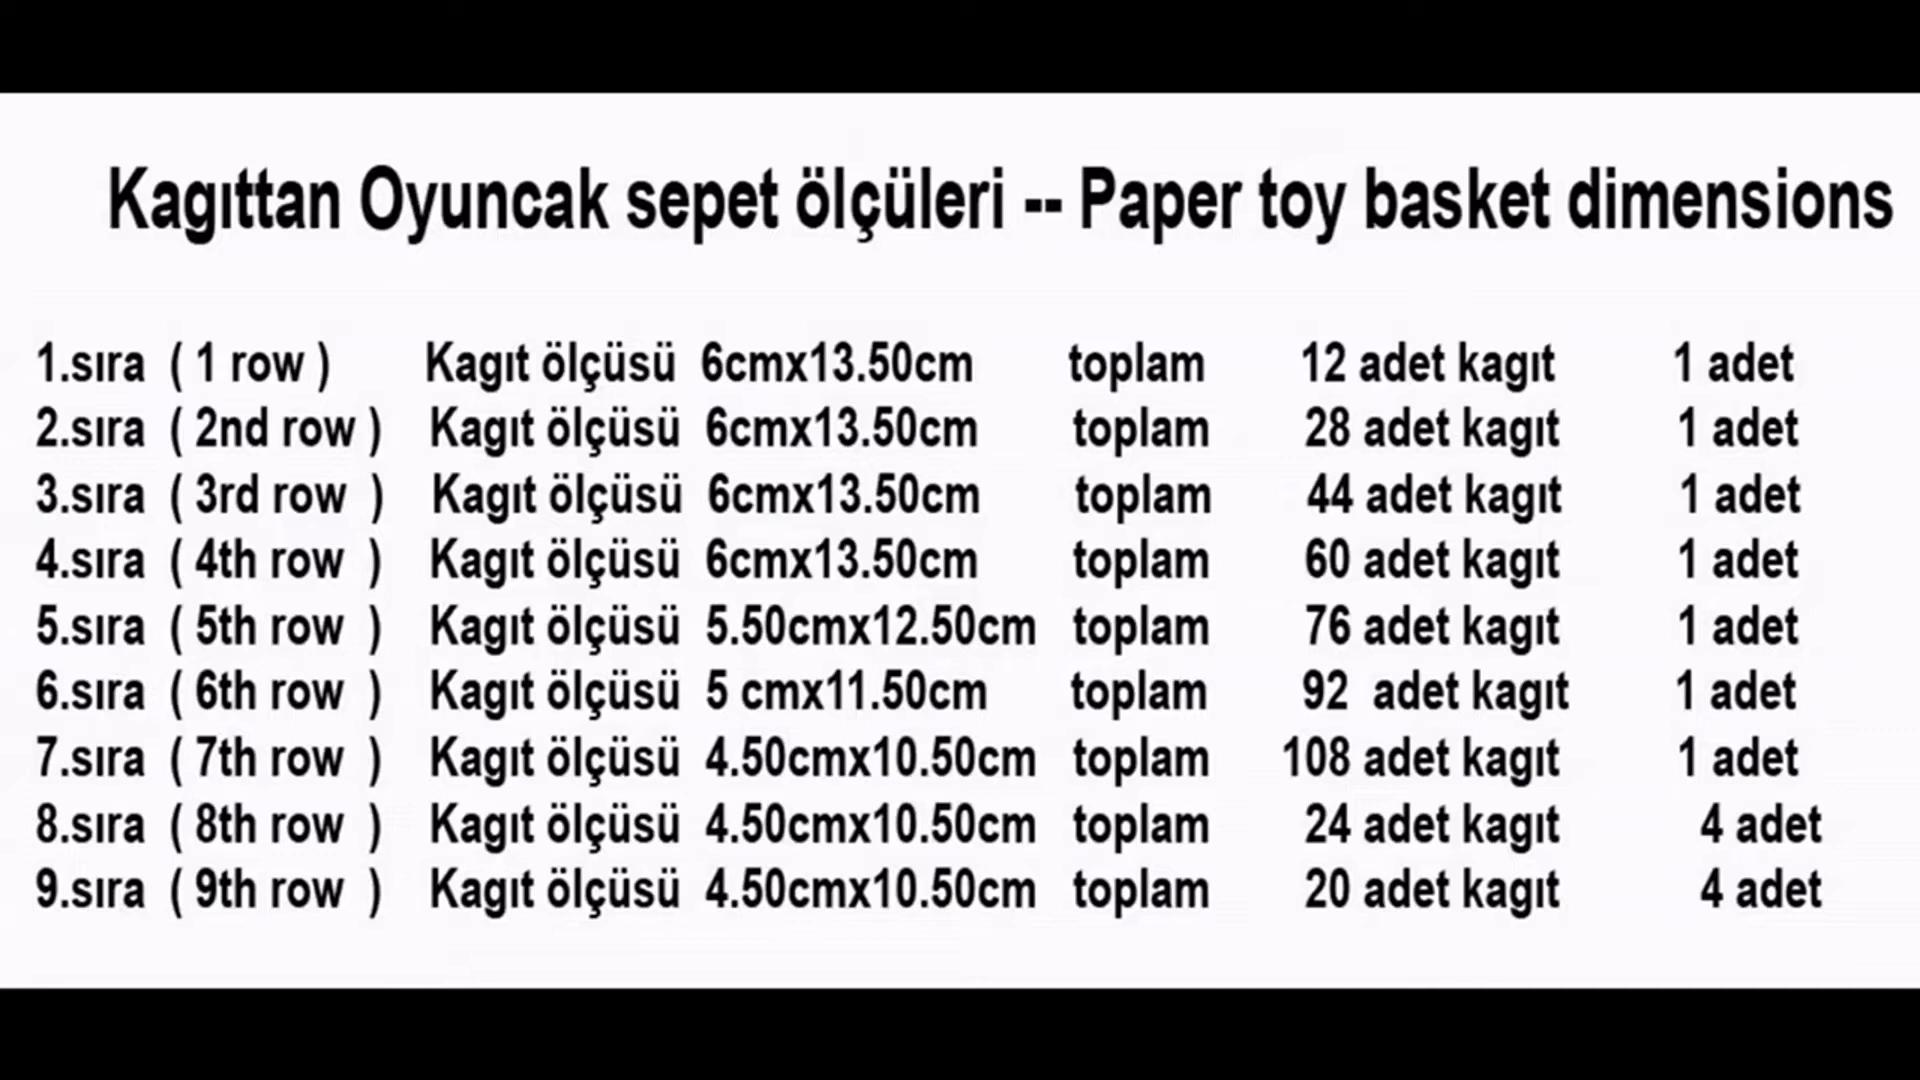 Kagıttan Oyuncak sepet ölçüleri -- Paper toy basket dimensions
1.sıra ( 1 row ) Kagıt ölçüsü 6cmx13.50cm toplam 12 adet kagıt 1 adet
2.sıra ( 2nd row ) Kagıt ölçüsü 6cmx13.50cm toplam 28 adet kagıt 1 adet
3.sıra ( 3rd row ) Kagıt ölçüsü 6cmx13.50cm toplam 44 adet kagıt 1 adet
4.sıra ( 4th row ) Kagıt ölçüsü 6cmx13.50cm toplam 60 adet kagıt 1 adet
5.sıra ( 5th row ) Kagıt ölçüsü 5.50cmx12.50cm toplam 76 adet kagıt 1 adet
6.sıra ( 6th row ) Kagıt ölçüsü 5 cmx11.50cm toplam 92 adet kagıt 1 adet
7.sıra ( 7th row ) Kagıt ölçüsü 4.50cmx10.50cm toplam 108 adet kagıt 1 adet
8.sıra ( 8th row ) Kagıt ölçüsü 4.50cmx10.50cm toplam 24 adet kagıt 4 adet
9.sıra ( 9th row ) Kagıt ölçüsü 4.50cmx10.50cm toplam 20 adet kagıt 4 adet